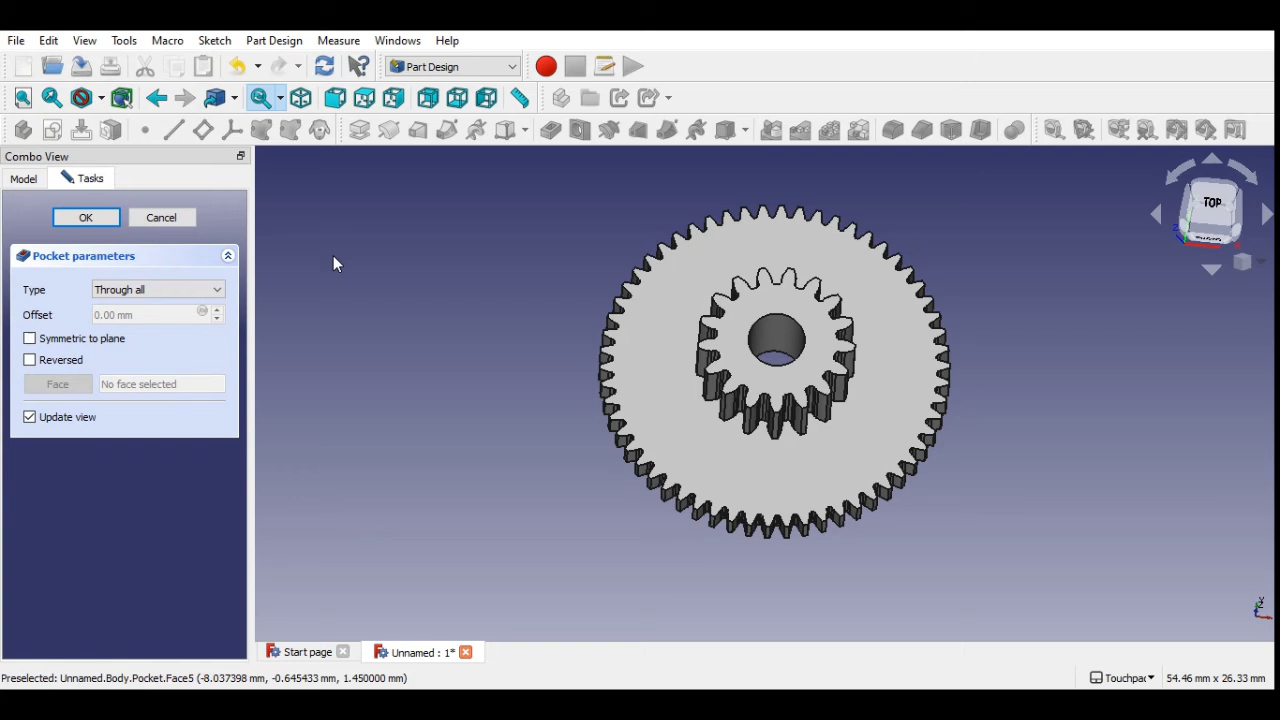 File Edit View Tools Macro Sketch Part Design Measure Windows Help
Part Design
Combo View
Model Tasks
OK Cancel
Pocket parameters
Type Through all
Offset 0.00 mm
Symmetric to plane
Reversed
Face No face selected
Update view
TOP
Start page Unnamed : 1*
Preselected: Unnamed.Body.Pocket.Face5 (-8.037398 mm, -0.645433 mm, 1.450000 mm) Touchpad 54.46 mm x 26.33 mm